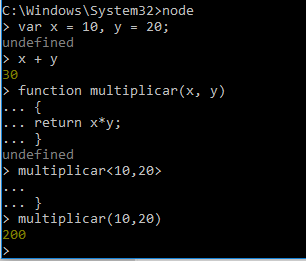 C:\Windows\System32>node
> var x = 10, y = 20;
undefined
> x + y
30
> function multiplicar(x, y)
... {
... return x*y;
... }
undefined
> multiplicar<10,20>
...
... }
> multiplicar(10,20)
200
>